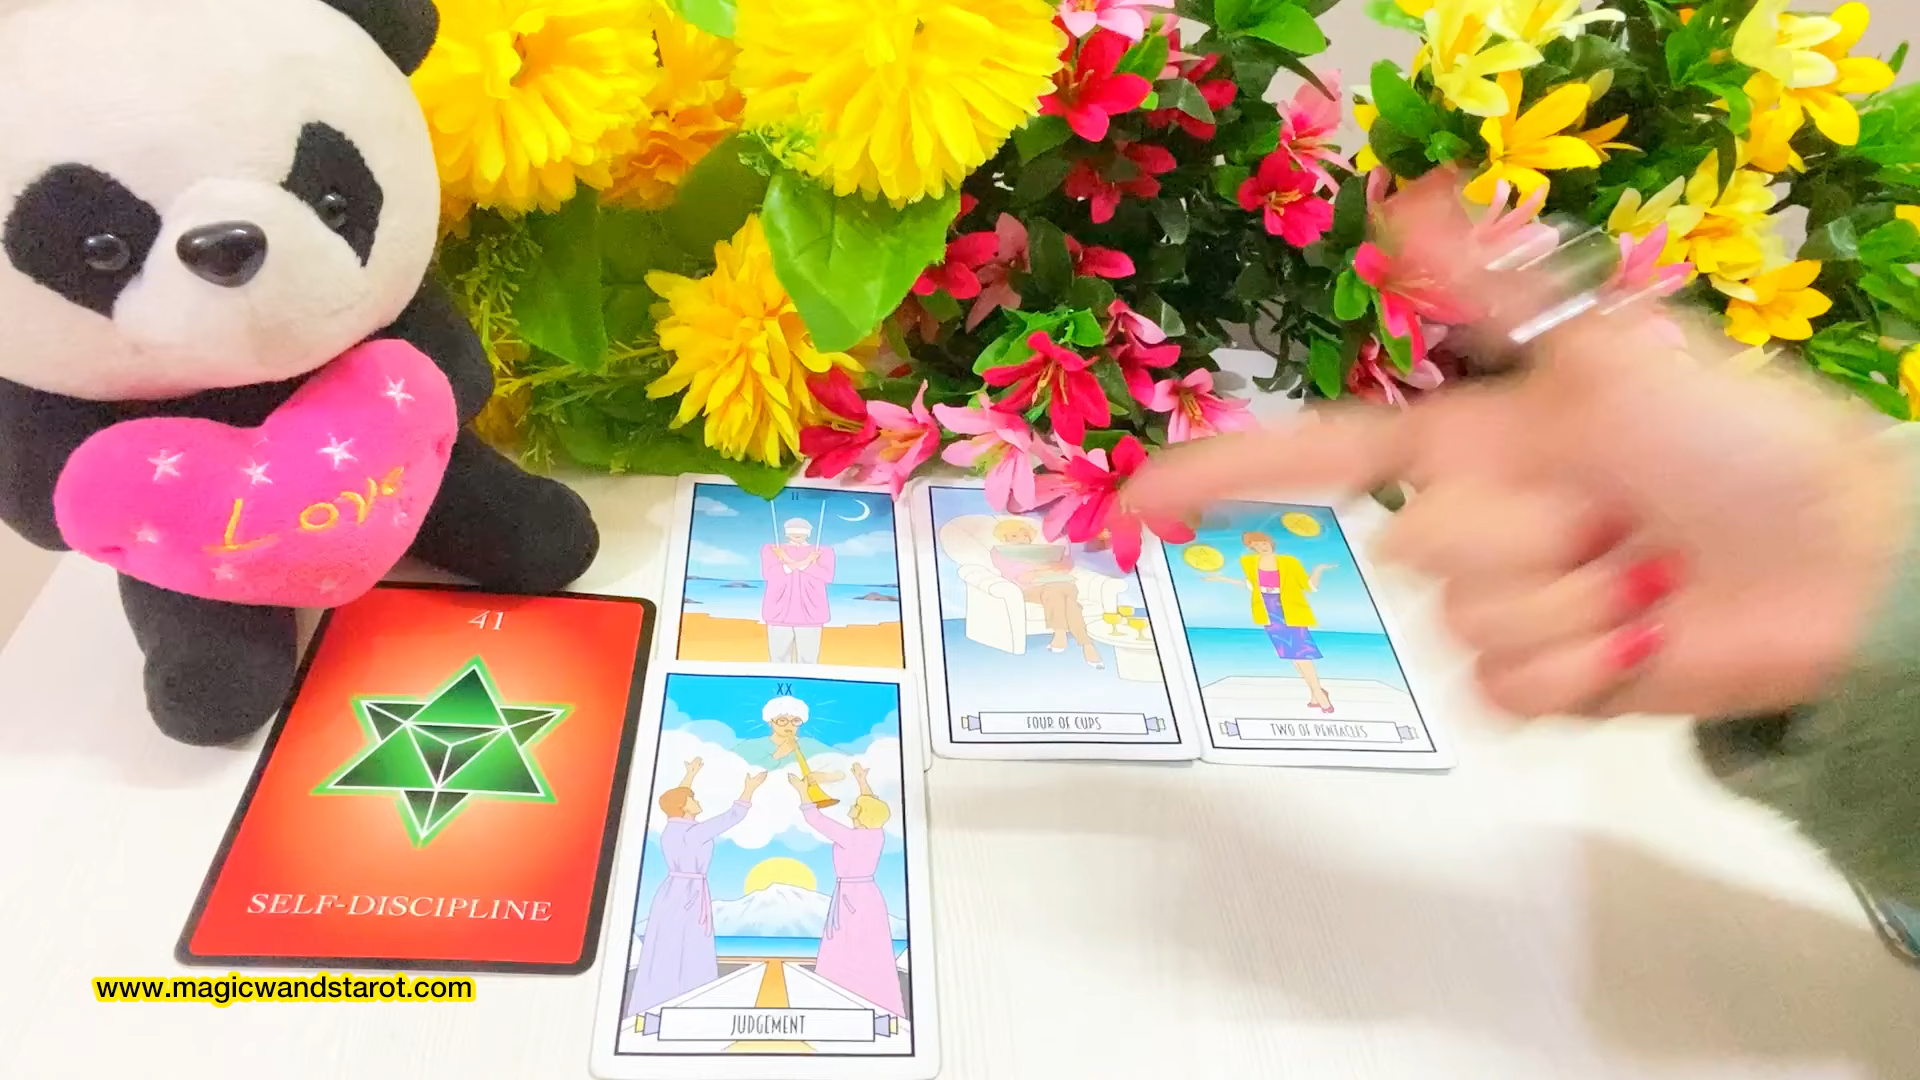 Love
II
41
FOUR OF CUPS
TWO OF PENTACLES
XX
SELF-DISCIPLINE
www.magicwandstarot.com
JUDGEMENT